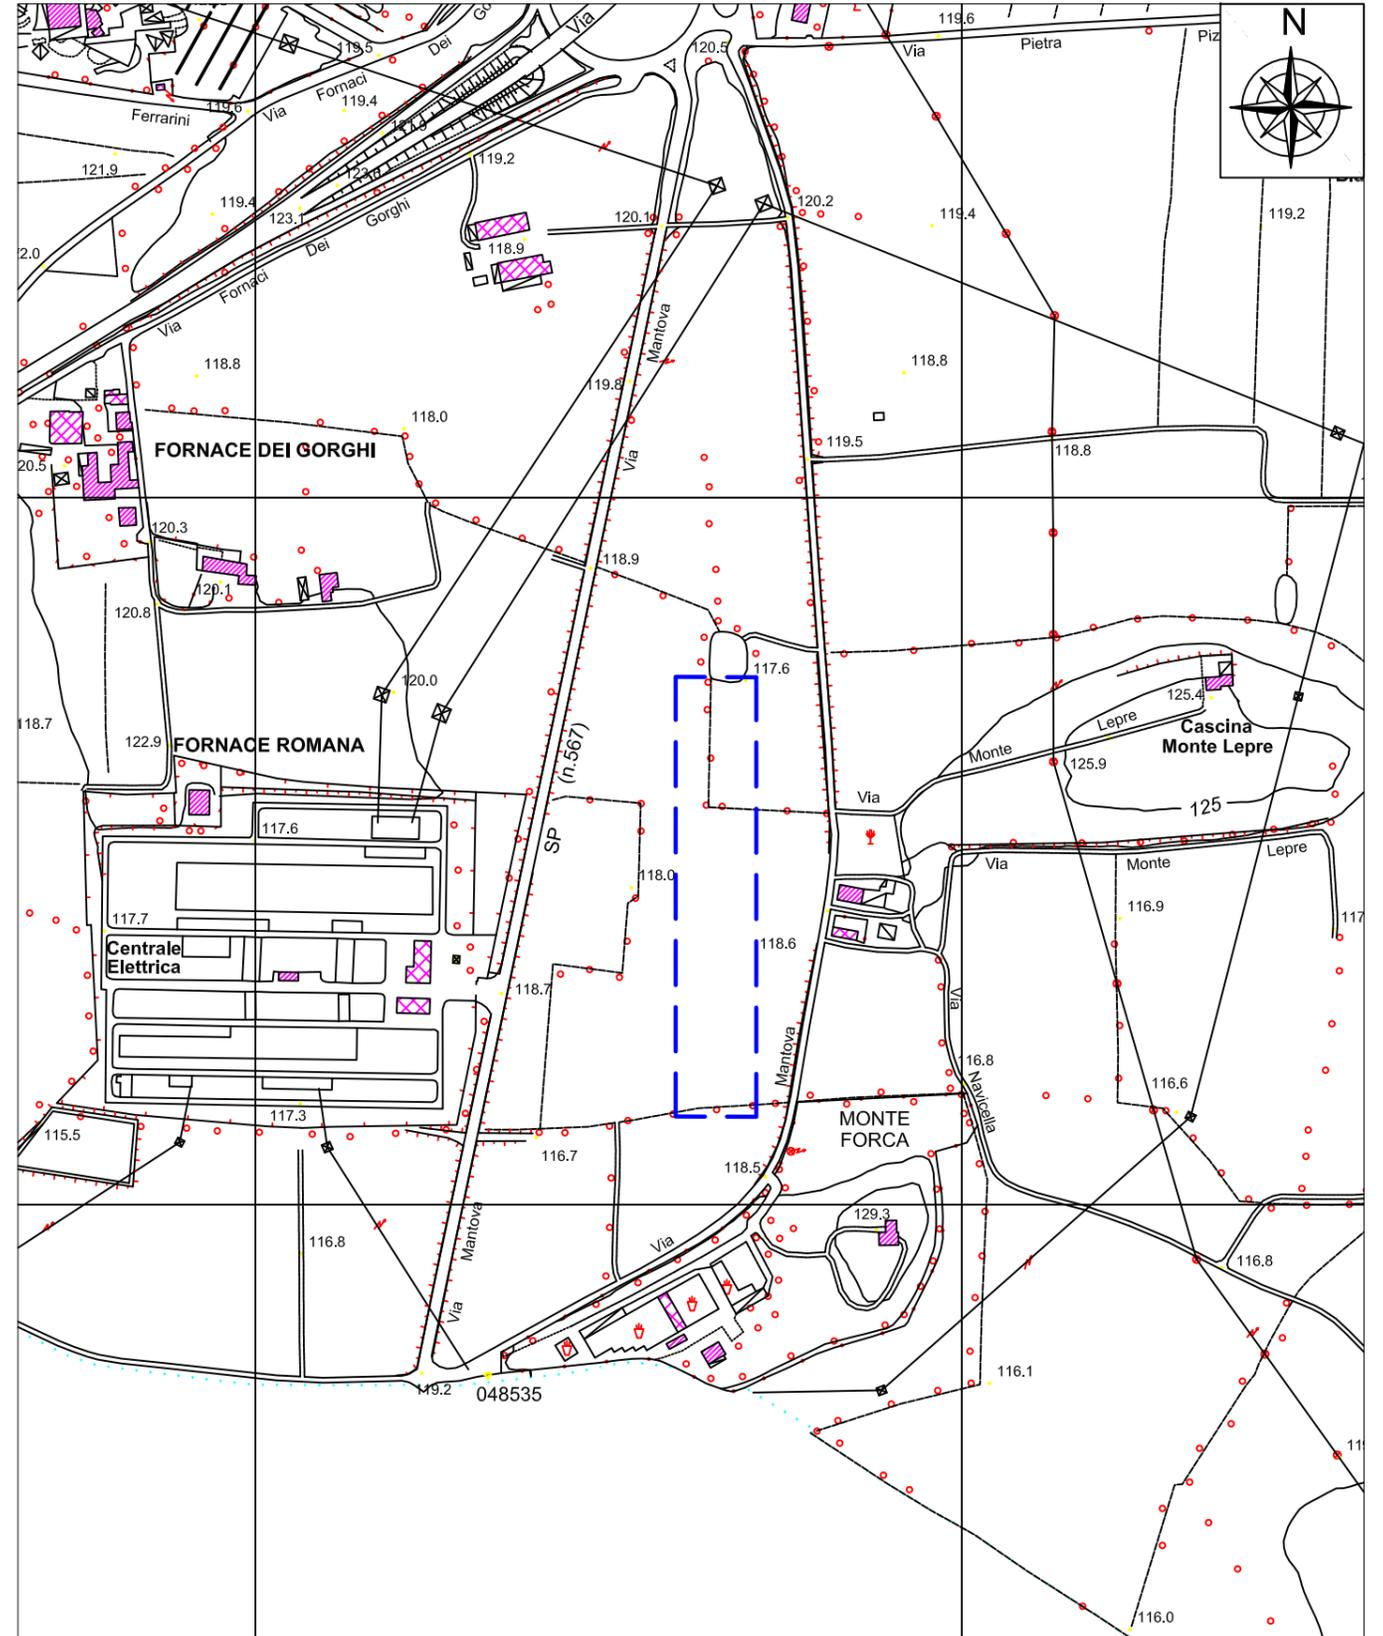 119.6
N
Go
Via
119.5
Dei
120.5
Via
Pietra
Piz
Fornaci
119.4
119.6
Via
Ferrarini
119.2
121.9
119.4
123.1
Gorghi
Dei
120.1
120.2
119.4
119.2
118.9
2.0
Fornaci
Via
Mantova
118.8
119.8
118.8
118.0
FORNACE DEI GORGHI
119.5
118.8
20.5
Via
120.3
118.9
120.1
120.8
117.6
120.0
125.4
118.7
122.9
FORNACE ROMANA
(n.567)
Lepre
Cascina
Monte Lepre
Monte
125.9
Via
125
117.6
SP
Via
Monte
Lepre
118.0
117.7
116.9
117
Centrale
Elettrica
118.6
118.7
Via
Mantova
116.8
116.6
Navicella
117.3
MONTE
FORCA
115.5
116.7
118.5
129.3
Mantova
116.8
Via
116.8
Via
119.2
048535
116.1
119
116.0